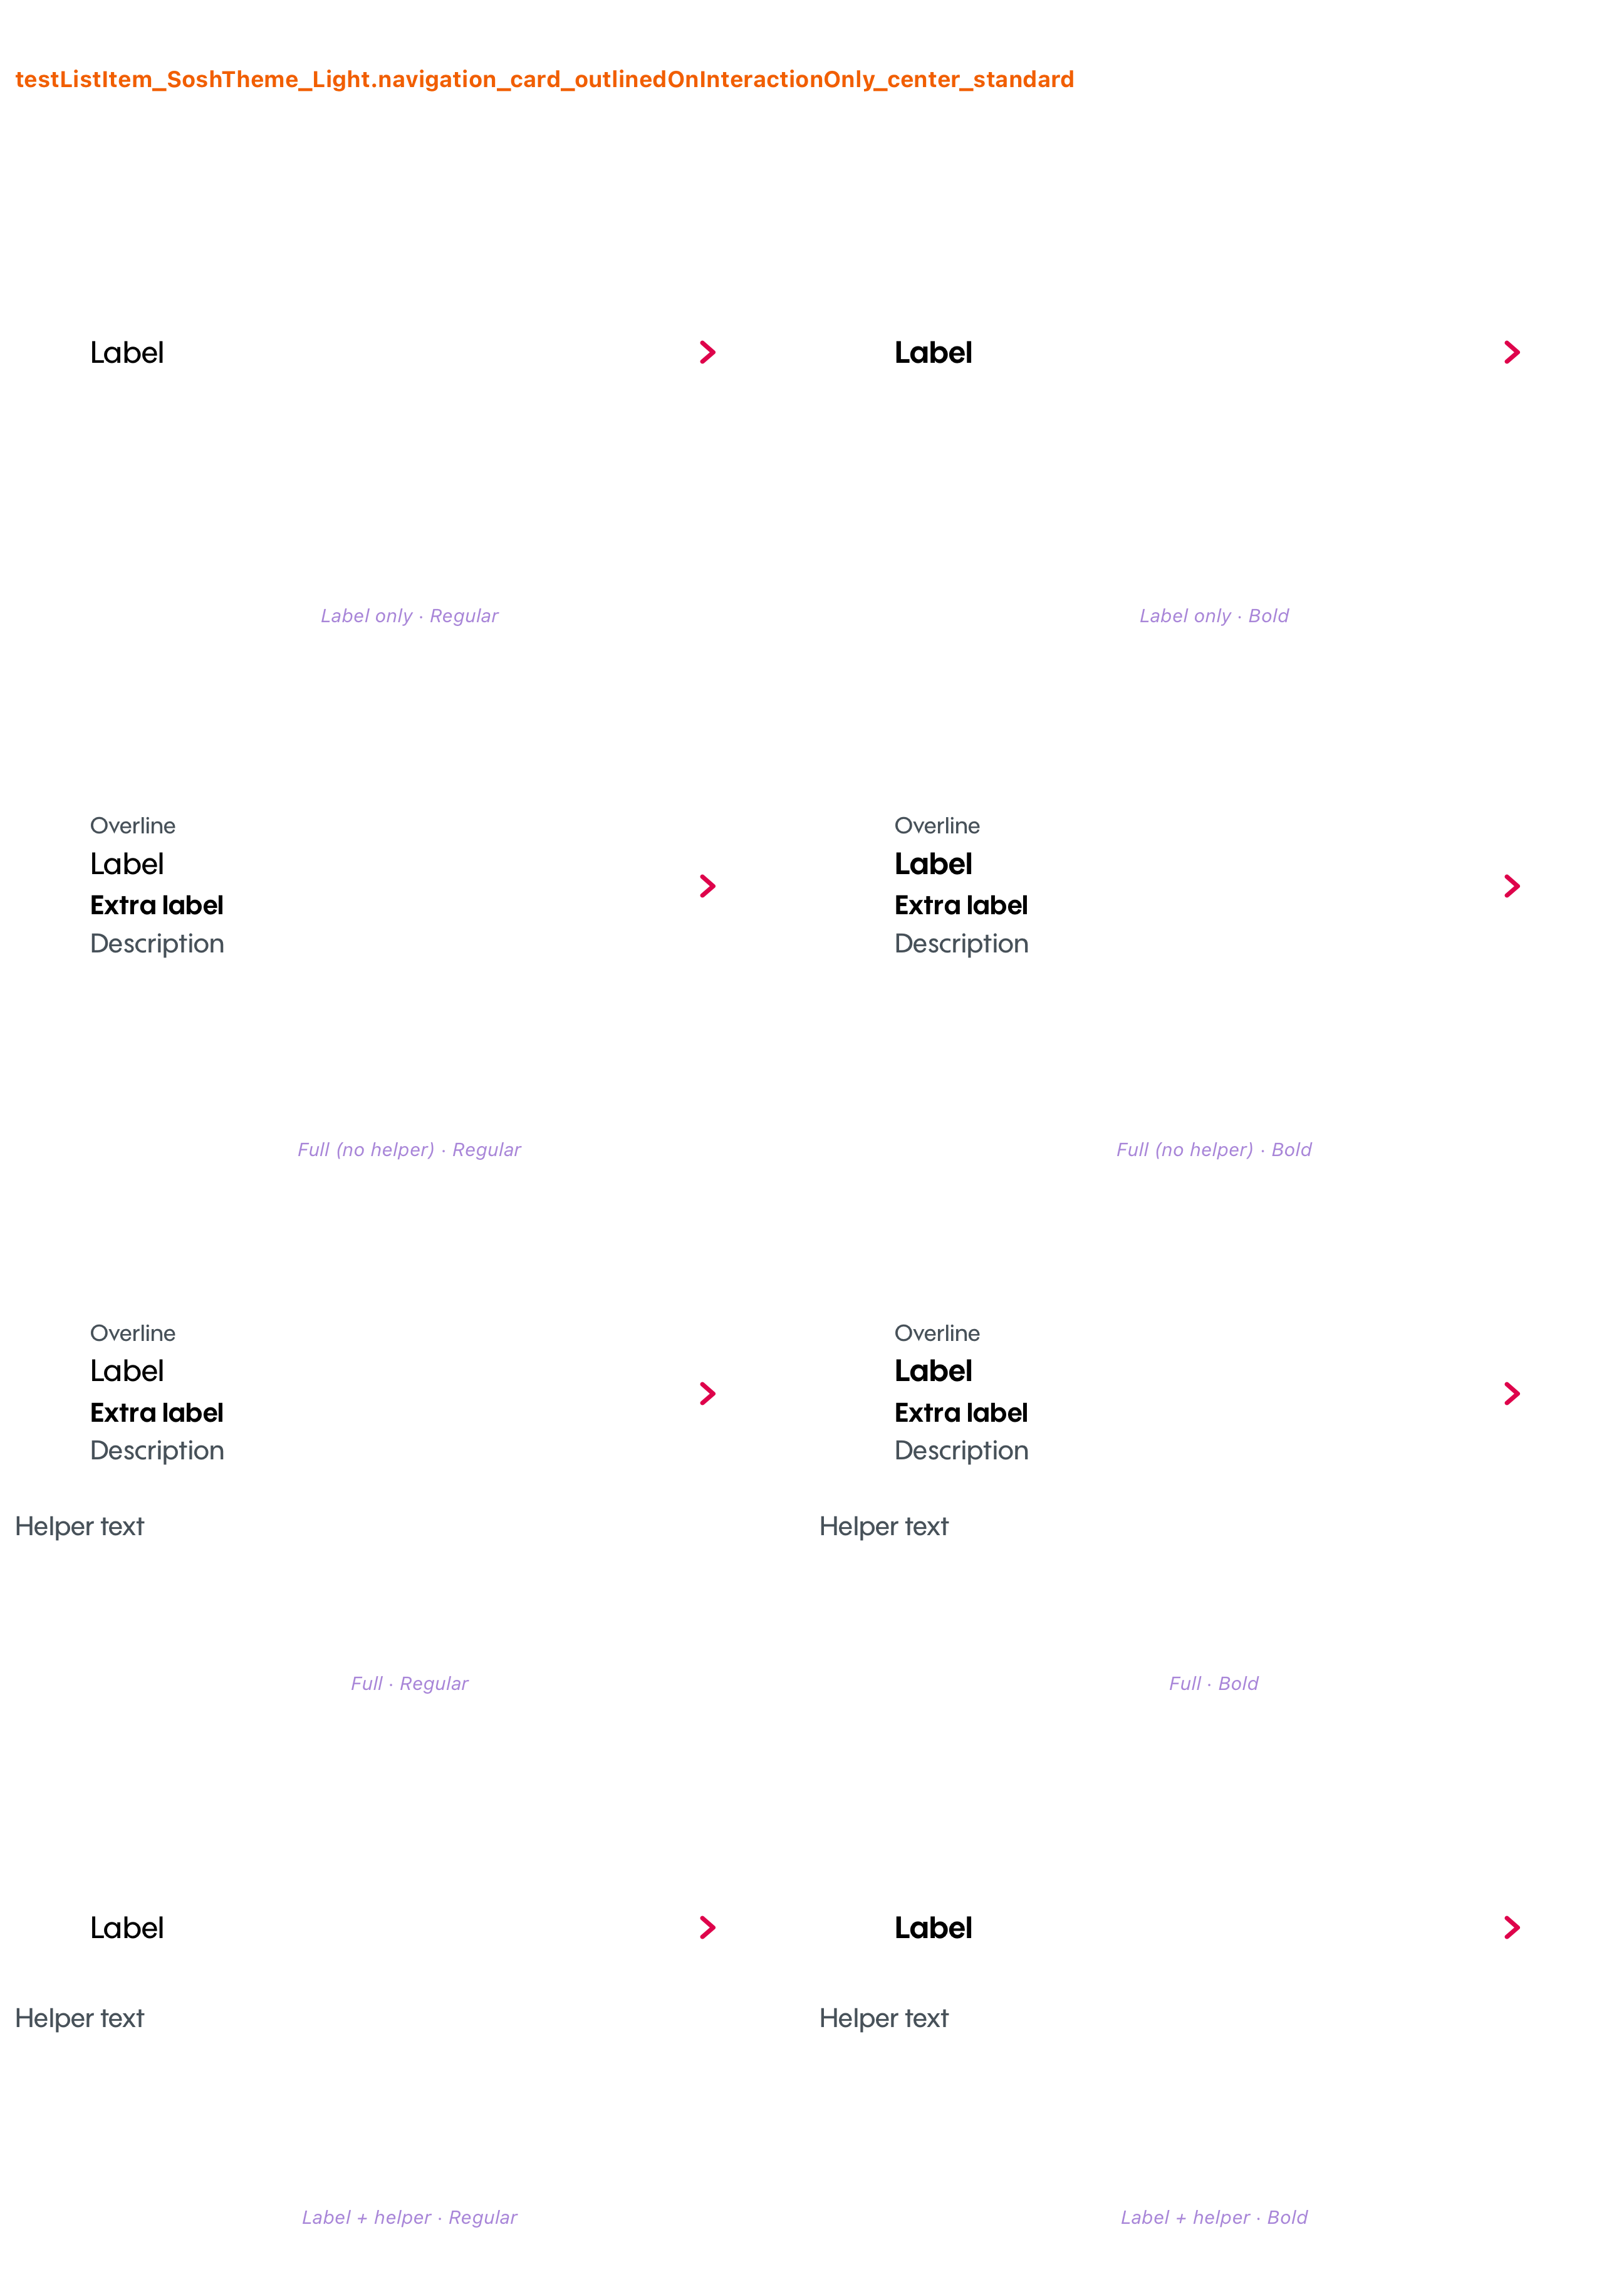 testListItem_SoshTheme_Light.navigation_card_outlinedOnInteractionOnly_center_standard
Label
Label
Label only · Regular
Label only · Bold
Overline
Label
Extra label
Description
Overline
Label
Extra label
Description
Full (no helper) · Regular
Full (no helper) · Bold
Overline
Label
Extra label
Description
Helper text
Overline
Label
Extra label
Description
Helper text
Full · Regular
Full · Bold
Label
Helper text
Label
Helper text
Label + helper · Regular
Label + helper · Bold